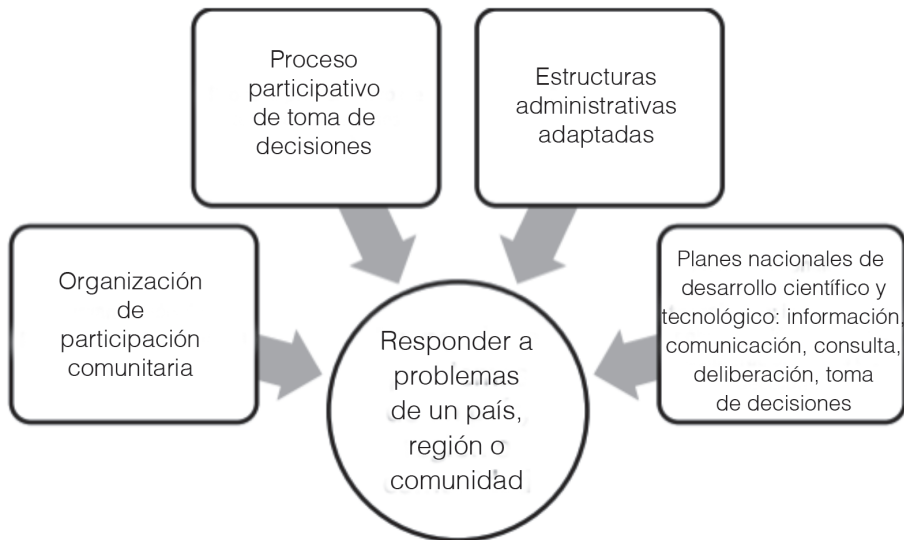 Proceso
participativo
de toma de
decisiones
Estructuras
administrativas
adaptadas
Organización
de
participación
comunitaria
Responder a
problemas
de un país,
región o
comunidad
Planes nacionales de
desarrollo científico y
tecnológico: información,
comunicación, consulta,
deliberación, toma
de decisiones